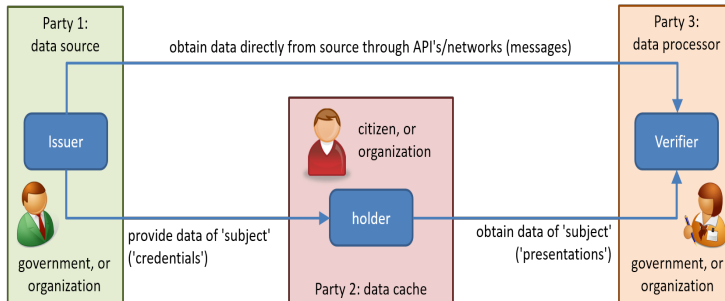 Party 1:
data source
obtain data directly from source through API's/networks (messages)
Party 3:
data processor
Issuer
citizen, or
organization
Verifier
holder
provide data of 'subject'
('credentials')
obtain data of 'subject'
('presentations')
government, or
organization
Party 2: data cache
government, or
organization